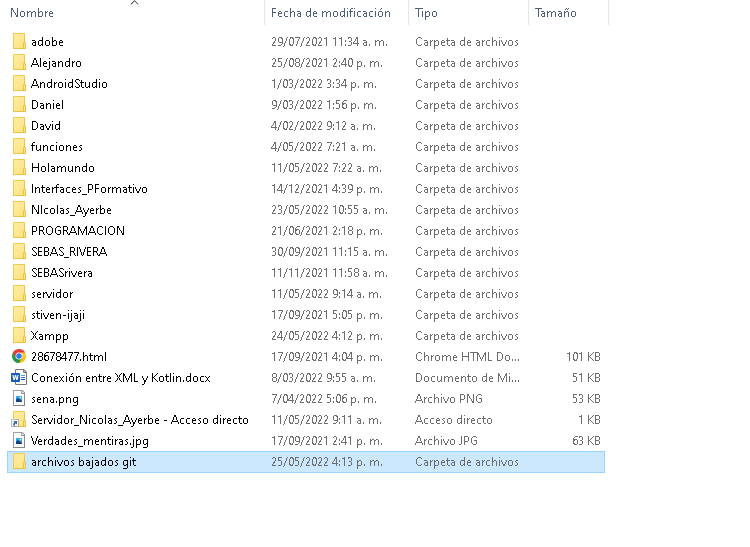 Nombre Fecha de modificación Tipo Tamaño
adobe 29/07/2021 11:34 a. m. Carpeta de archivos
Alejandro 25/08/2021 2:40 p. m. Carpeta de archivos
AndroidStudio 1/03/2022 3:34 p. m. Carpeta de archivos
Daniel 9/03/2022 1:56 p. m. Carpeta de archivos
David 4/02/2022 9:12 a. m. Carpeta de archivos
funciones 4/05/2022 7:21 a. m. Carpeta de archivos
Holamundo 11/05/2022 7:22 a. m. Carpeta de archivos
Interfaces_PFormativo 14/12/2021 4:39 p. m. Carpeta de archivos
NIcolas_Ayerbe 23/05/2022 10:55 a. m. Carpeta de archivos
PROGRAMACION 21/06/2021 2:18 p. m. Carpeta de archivos
SEBAS_RIVERA 30/09/2021 11:15 a. m. Carpeta de archivos
SEBASrivera 11/11/2021 11:58 a. m. Carpeta de archivos
servidor 11/05/2022 9:14 a. m. Carpeta de archivos
stiven-ijaji 17/09/2021 5:05 p. m. Carpeta de archivos
Xampp 24/05/2022 4:12 p. m. Carpeta de archivos
28678477.html 17/09/2021 4:04 p. m. Chrome HTML Do... 101 KB
Conexión entre XML y Kotlin.docx 8/03/2022 9:55 a. m. Documento de Mi... 51 KB
sena.png 7/04/2022 5:06 p. m. Archivo PNG 53 KB
Servidor_Nicolas_Ayerbe - Acceso directo 11/05/2022 9:11 a. m. Acceso directo 1 KB
Verdades_mentiras.jpg 17/09/2021 2:41 p. m. Archivo JPG 63 KB
archivos bajados git 25/05/2022 4:13 p. m. Carpeta de archivos